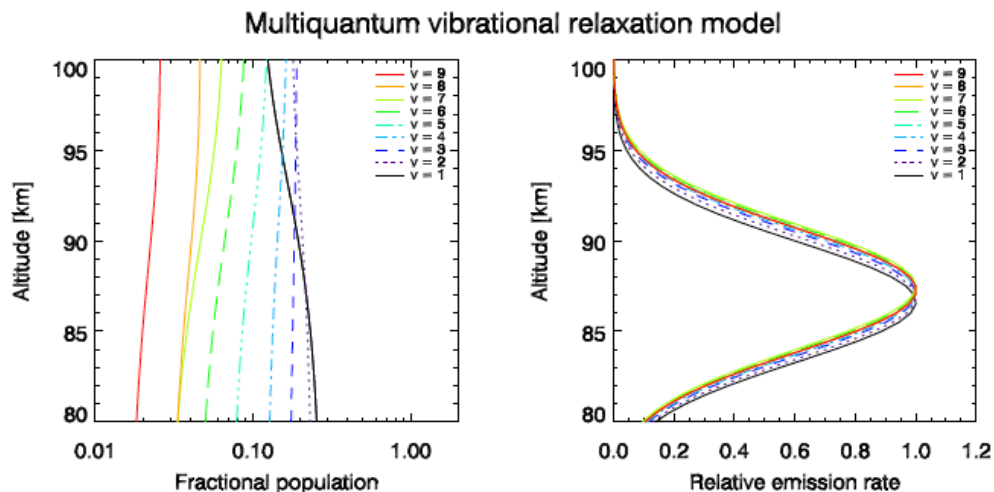 Multiquantum vibrational relaxation model
100
95
90
85
80
Altitude [km]
0.01
0.10
1.00
Fractional population
v = 9
v = 8
v = 7
v = 6
v = 5
v = 4
v = 3
v = 2
v = 1
100
95
90
85
80
Altitude [km]
0.0
0.2
0.4
0.6
0.8
1.0
1.2
Relative emission rate
v = 9
v = 8
v = 7
v = 6
v = 5
v = 4
v = 3
v = 2
v = 1